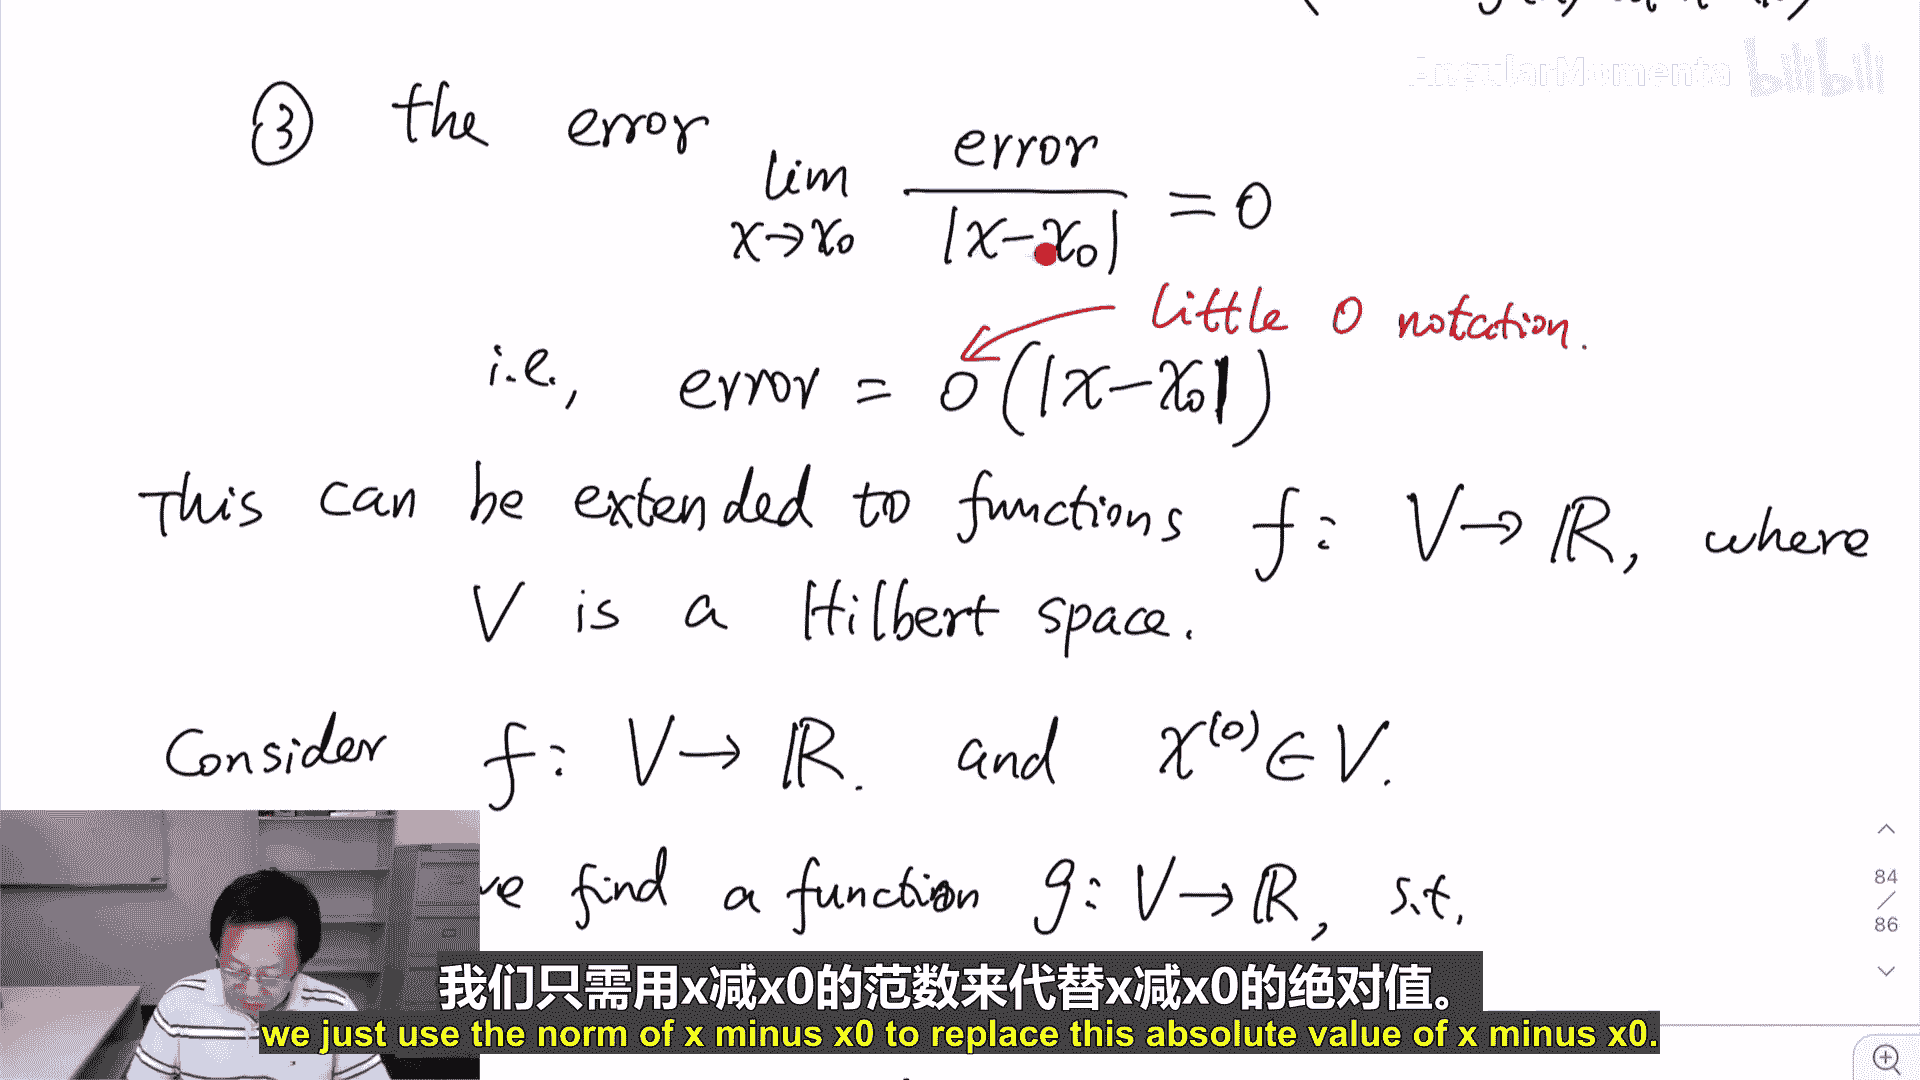 AngularMomenta bilibili
③ the error
lim x→x₀ error / |x−x₀| = 0
little o notation.
i.e., error = o(|x−x₀|)
This can be extended to functions f: V→ℝ, where
V is a Hilbert space.
Consider f: V→ℝ. and x⁽⁰⁾∈V.
find a function g: V→ℝ, s.t.
84
/
86
我们只需用x减x0的范数来代替x减x0的绝对值。
we just use the norm of x minus x0 to replace this absolute value of x minus x0.